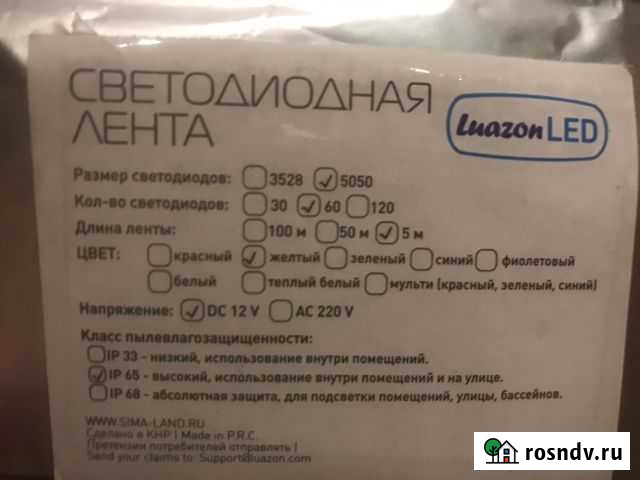 СВЕТОДИОДНАЯ
ЛЕНТА
Luazon LED
Размер светодиодов: 3528 5050
Кол-во светодиодов: 30 60 120
Длина ленты: 100 м 50 м 5 м
ЦВЕТ: красный желтый зеленый синий фиолетовый
белый теплый белый мульти (красный, зеленый, синий)
Напряжение: DC 12 V AC 220 V
Класс пылевлагозащищенности:
IP 33 - низкий, использование внутри помещений.
IP 65 - высокий, использование внутри помещений и на улице.
IP 68 - абсолютная защита, для подсветки помещений, улицы, бассейнов.
WWW.SIMA-LAND.RU
Сделано в КНР | Made in P.R.C.
Претензии потребителей отправлять |
Send your claims to: Support@luazon.com
rosndv.ru